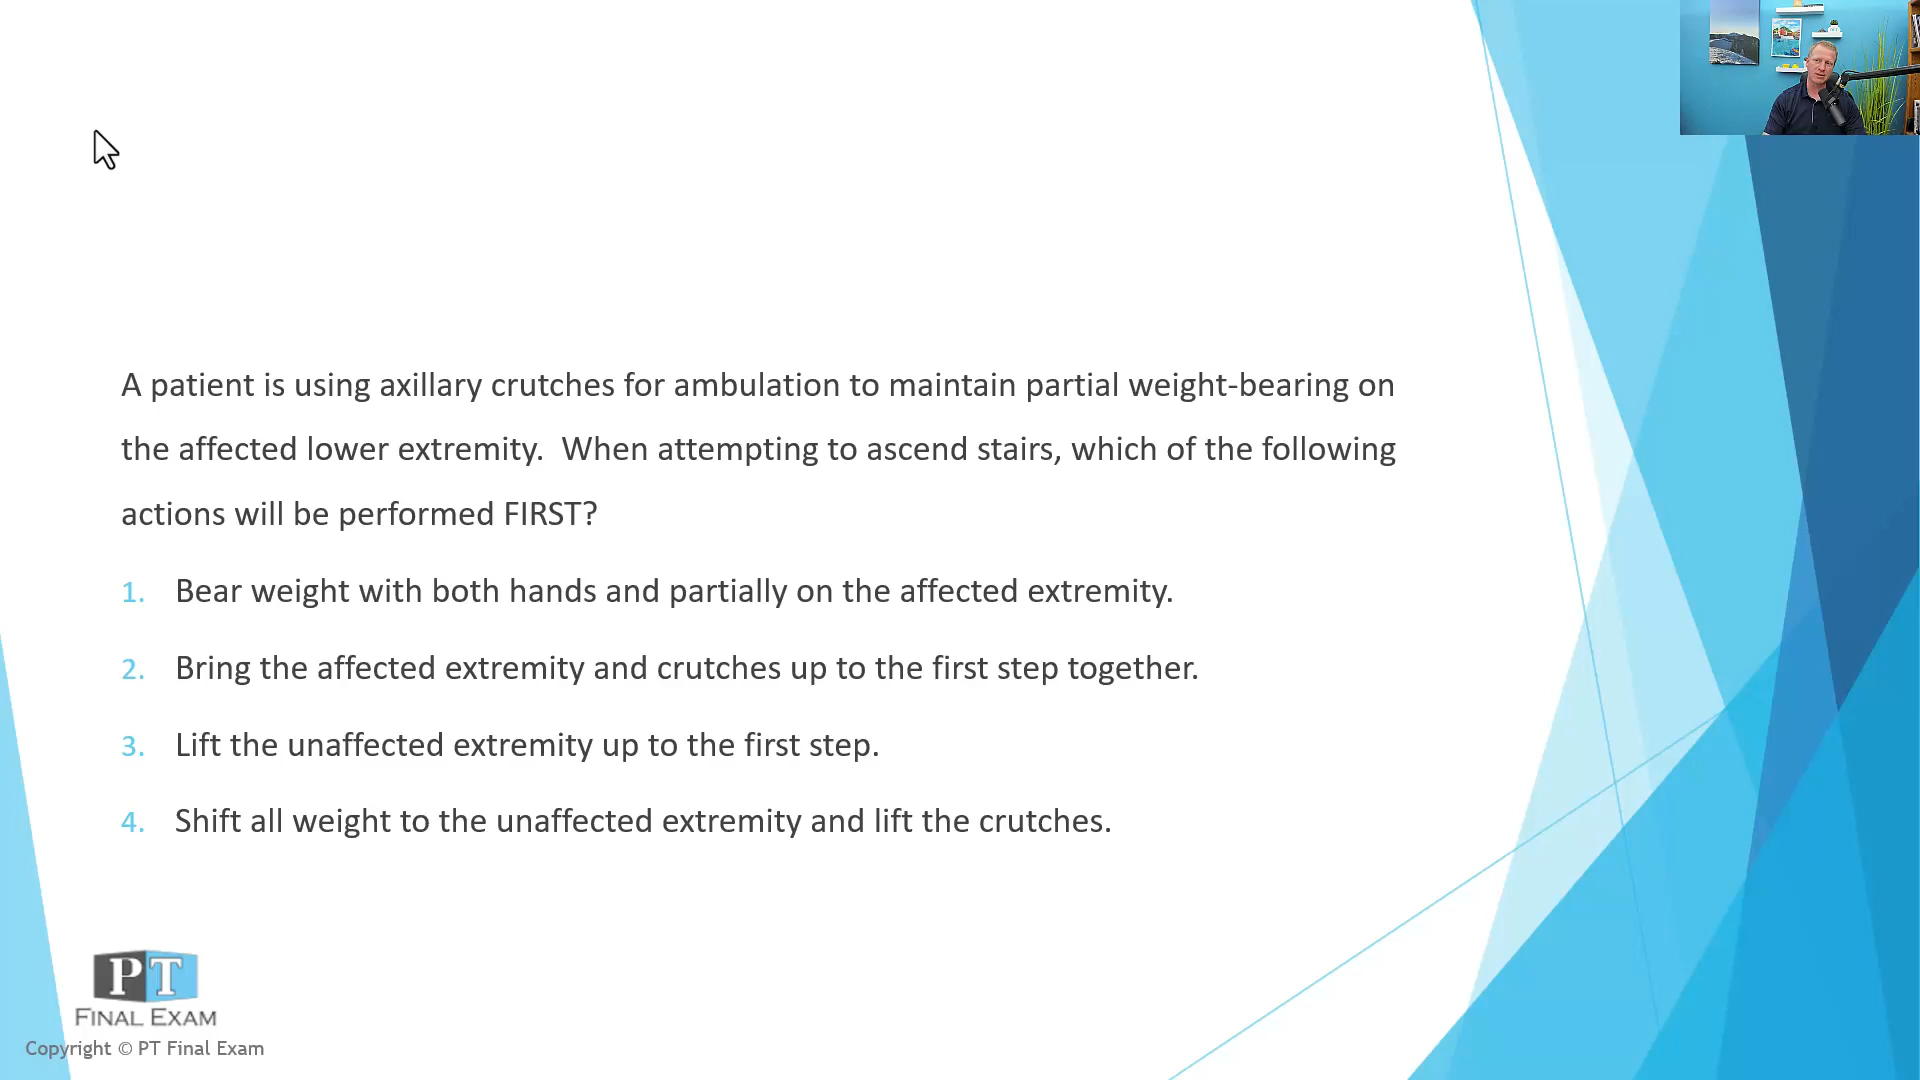 A patient is using axillary crutches for ambulation to maintain partial weight-bearing on
the affected lower extremity.  When attempting to ascend stairs, which of the following
actions will be performed FIRST?
1. Bear weight with both hands and partially on the affected extremity.
2. Bring the affected extremity and crutches up to the first step together.
3. Lift the unaffected extremity up to the first step.
4. Shift all weight to the unaffected extremity and lift the crutches.
PT
FINAL EXAM
Copyright © PT Final Exam